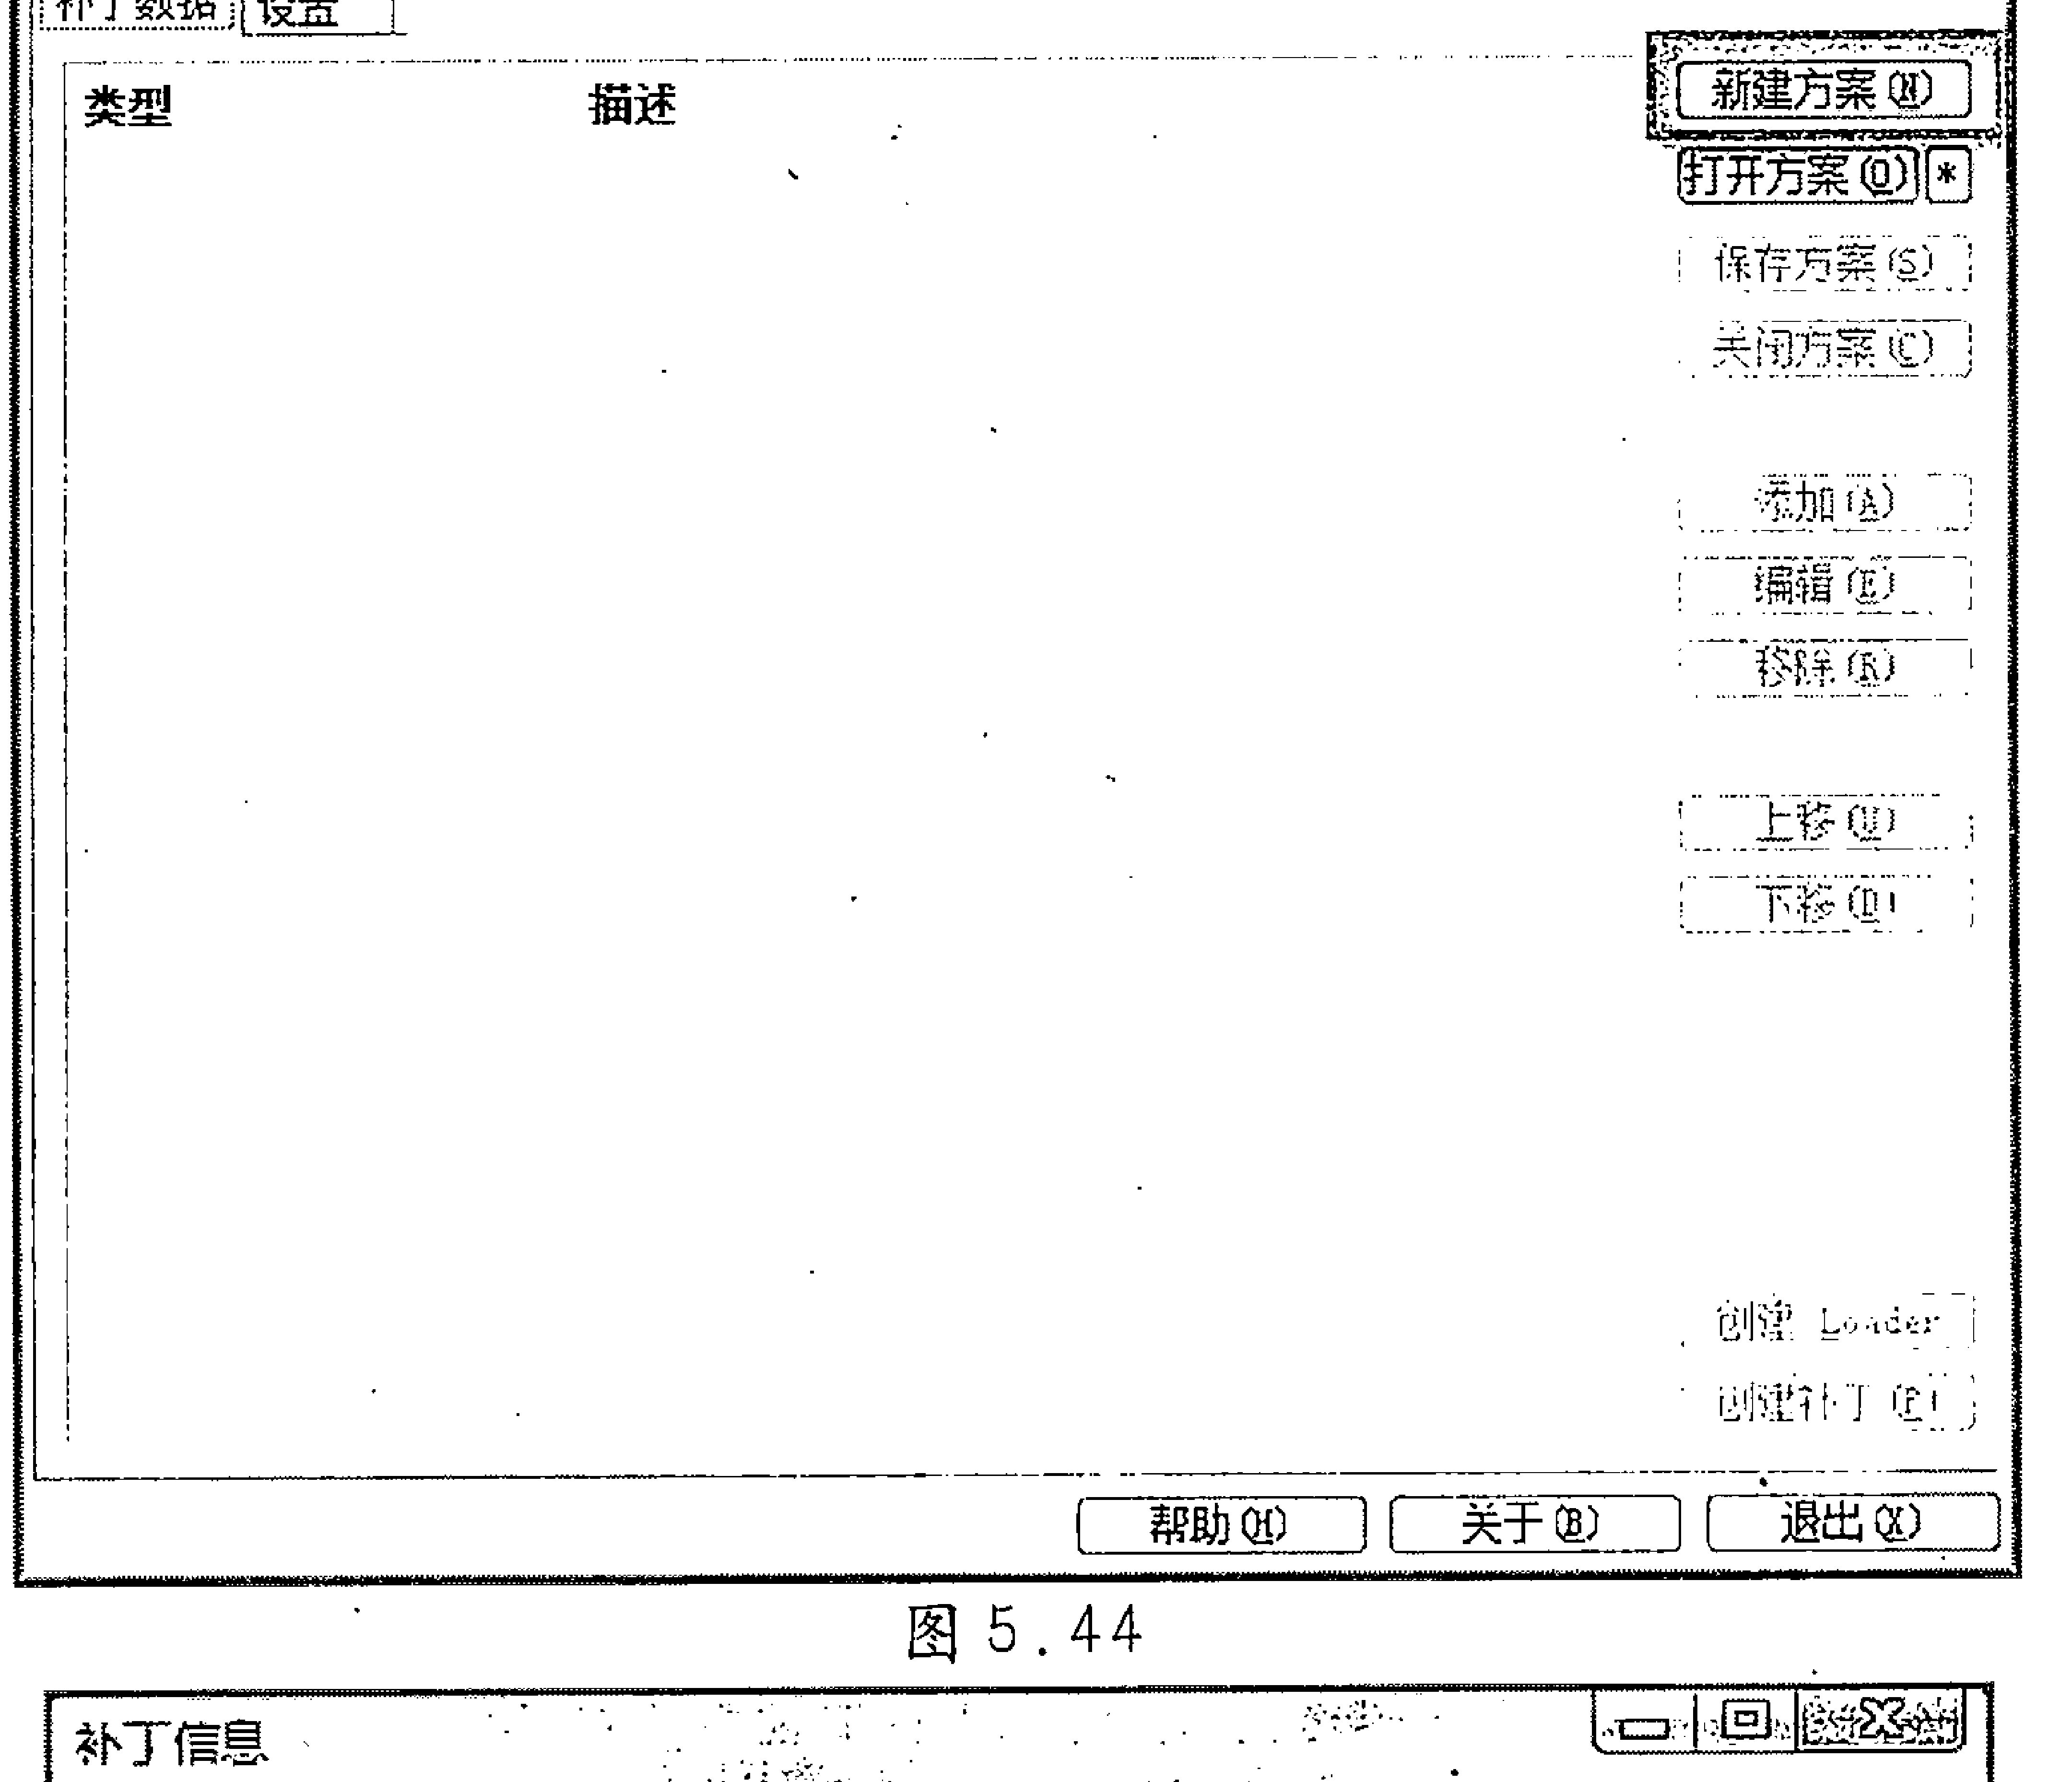 补丁数据 设置
类型 描述
新建方案(N)
打开方案(O) *
保存方案(S)
关闭方案(C)
添加(A)
编辑(E)
移除(R)
上移(U)
下移(D)
创建 Loader
创建补丁(P)
帮助(H) 关于(B) 退出(X)
图 5.44
补丁信息